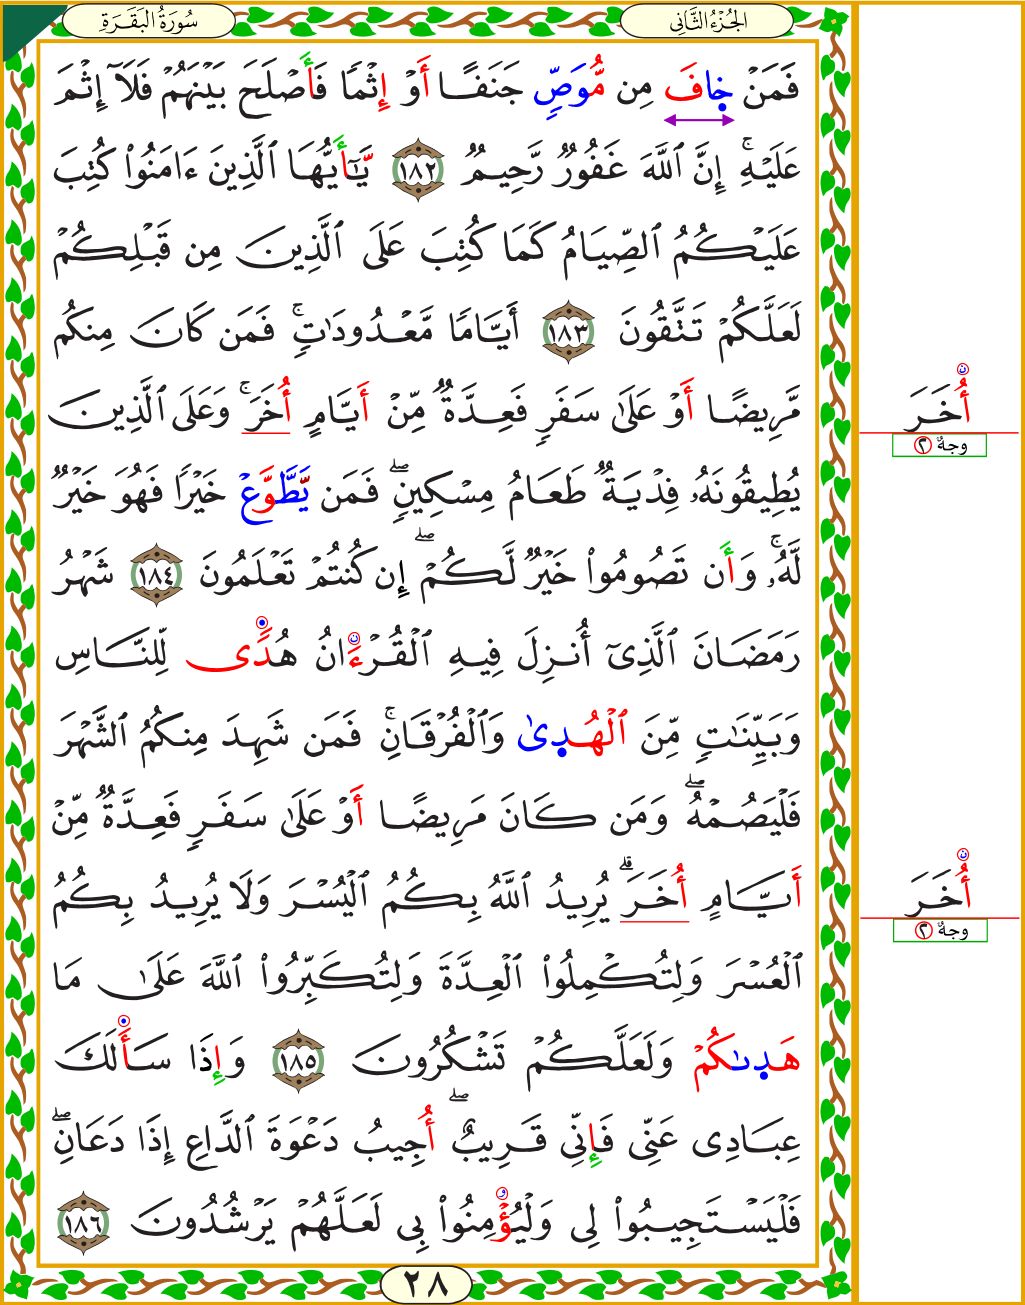 سُورَةُ البَقَرَةِ
الجُزْءُ الثَّانِي
فَمَنۡ خِافَ مِن مُّوَصّٖ جَنَفًا أَوۡ إِثۡمٗا فَأَصۡلَحَ بَيۡنَهُمۡ فَلَآ إِثۡمَ
عَلَيۡهِۚ إِنَّ ٱللَّهَ غَفُورٞ رَّحِيمٞ ١٨٢ يَٰٓأَيُّهَا ٱلَّذِينَ ءَامَنُواْ كُتِبَ
عَلَيۡكُمُ ٱلصِّيَامُ كَمَا كُتِبَ عَلَى ٱلَّذِينَ مِن قَبۡلِكُمۡ
لَعَلَّكُمۡ تَتَّقُونَ ١٨٣ أَيَّامٗا مَّعۡدُودَٰتٖۚ فَمَن كَانَ مِنكُم
مَّرِيضًا أَوۡ عَلَىٰ سَفَرٖ فَعِدَّةٞ مِّنۡ أَيَّامٍ أُخَرَۚ وَعَلَى ٱلَّذِينَ
يُطِيقُونَهُۥ فِدۡيَةٞ طَعَامُ مِسۡكِينٖۖ فَمَن يَطَّوَّعۡ خَيۡرٗا فَهُوَ خَيۡرٞ
لَّهُۥۚ وَأَن تَصُومُواْ خَيۡرٞ لَّكُمۡۖ إِن كُنتُمۡ تَعۡلَمُونَ ١٨٤ شَهۡرُ
رَمَضَانَ ٱلَّذِيٓ أُنزِلَ فِيهِ ٱلۡقُرۡءَانُ هُدٗى لِّلنَّاسِ
وَبَيِّنَٰتٖ مِّنَ ٱلۡهُدِىٰ وَٱلۡفُرۡقَانِۚ فَمَن شَهِدَ مِنكُمُ ٱلشَّهۡرَ
فَلۡيَصُمۡهُۖ وَمَن كَانَ مَرِيضًا أَوۡ عَلَىٰ سَفَرٖ فَعِدَّةٞ مِّنۡ
أَيَّامٍ أُخَرَۗ يُرِيدُ ٱللَّهُ بِكُمُ ٱلۡيُسۡرَ وَلَا يُرِيدُ بِكُمُ
ٱلۡعُسۡرَ وَلِتُكۡمِلُواْ ٱلۡعِدَّةَ وَلِتُكَبِّرُواْ ٱللَّهَ عَلَىٰ مَا
هَدِىٰكُمۡ وَلَعَلَّكُمۡ تَشۡكُرُونَ ١٨٥ وَإِذَا سَأَلَكَ
عِبَادِي عَنِّي فَإِنِّي قَرِيبٌۖ أُجِيبُ دَعۡوَةَ ٱلدَّاعِ إِذَا دَعَانِۖ
فَلۡيَسۡتَجِيبُواْ لِي وَلۡيُؤۡمِنُواْ بِي لَعَلَّهُمۡ يَرۡشُدُونَ ١٨٦
٢٨
أُخَرَ
وجهٌ ٢
أُخَرَ
وجهٌ ٢